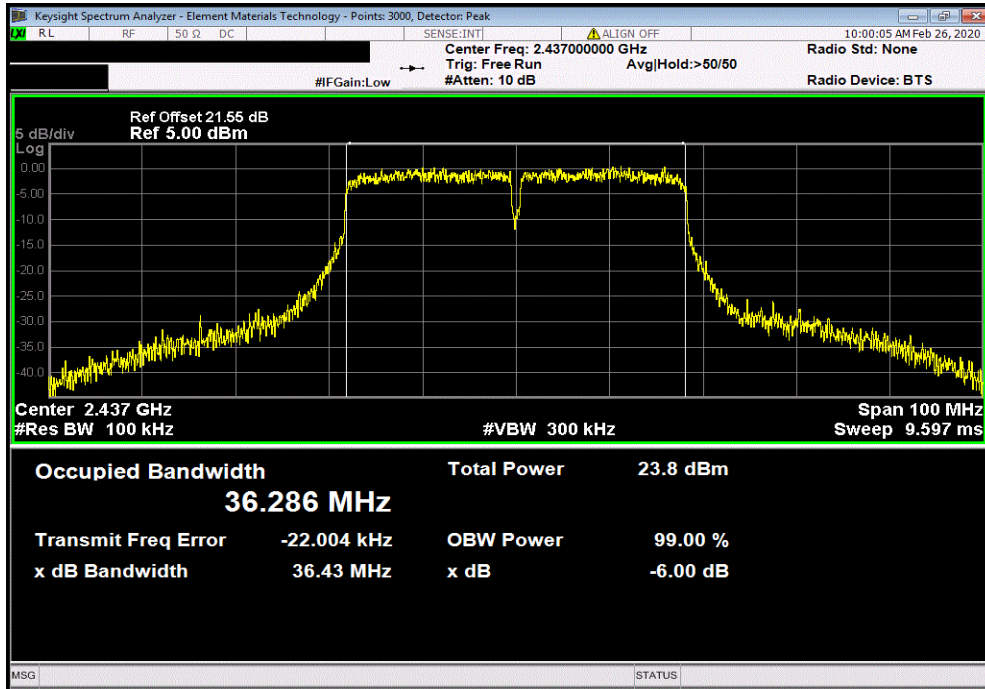 Keysight Spectrum Analyzer - Element Materials Technology - Points: 3000, Detector: Peak
LXI RL RF 50 Ω DC SENSE:INT ALIGN OFF 10:00:05 AM Feb 26, 2020
Center Freq: 2.437000000 GHz Radio Std: None
Trig: Free Run Avg|Hold:>50/50
#IFGain:Low #Atten: 10 dB Radio Device: BTS
Ref Offset 21.55 dB
5 dB/div Ref 5.00 dBm
Log
0.00
-5.00
-10.0
-15.0
-20.0
-25.0
-30.0
-35.0
-40.0
Center 2.437 GHz Span 100 MHz
#Res BW 100 kHz #VBW 300 kHz Sweep 9.597 ms
Occupied Bandwidth Total Power 23.8 dBm
36.286 MHz
Transmit Freq Error -22.004 kHz OBW Power 99.00 %
x dB Bandwidth 36.43 MHz x dB -6.00 dB
MSG STATUS